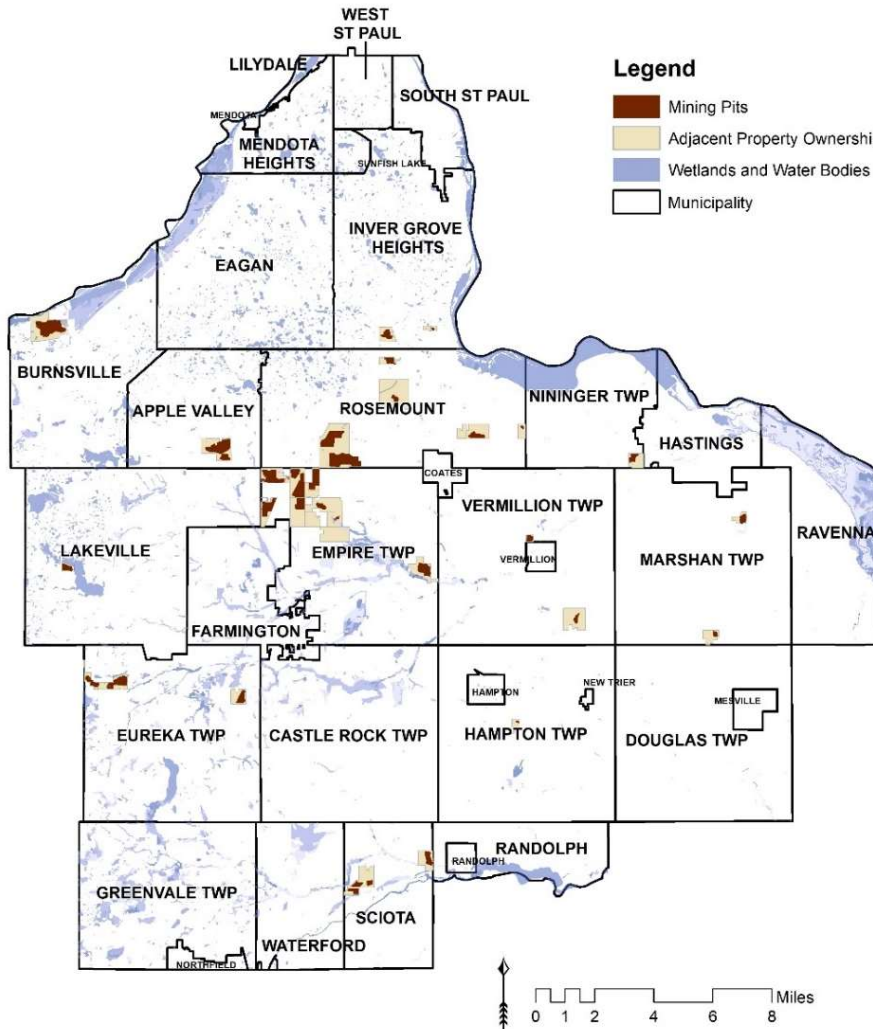 WEST
ST PAUL
LILYDALE
SOUTH ST PAUL
MENDOTA
MENDOTA
HEIGHTS
SUNFISH LAKE
INVER GROVE
HEIGHTS
EAGAN
Legend
Mining Pits
Adjacent Property Ownershi
Wetlands and Water Bodies
Municipality
BURNSVILLE
APPLE VALLEY
ROSEMOUNT
NININGER TWP
HASTINGS
COATES
VERMILLION TWP
LAKEVILLE
EMPIRE TWP
VERMILLION
MARSHAN TWP
RAVENNA
FARMINGTON
HAMPTON
NEW TRIER
MESVILLE
EUREKA TWP
CASTLE ROCK TWP
HAMPTON TWP
DOUGLAS TWP
RANDOLPH
RANDOLPH
GREENVALE TWP
SCIOTA
WATERFORD
NORTHFIELD
Miles
0 1 2 4 6 8